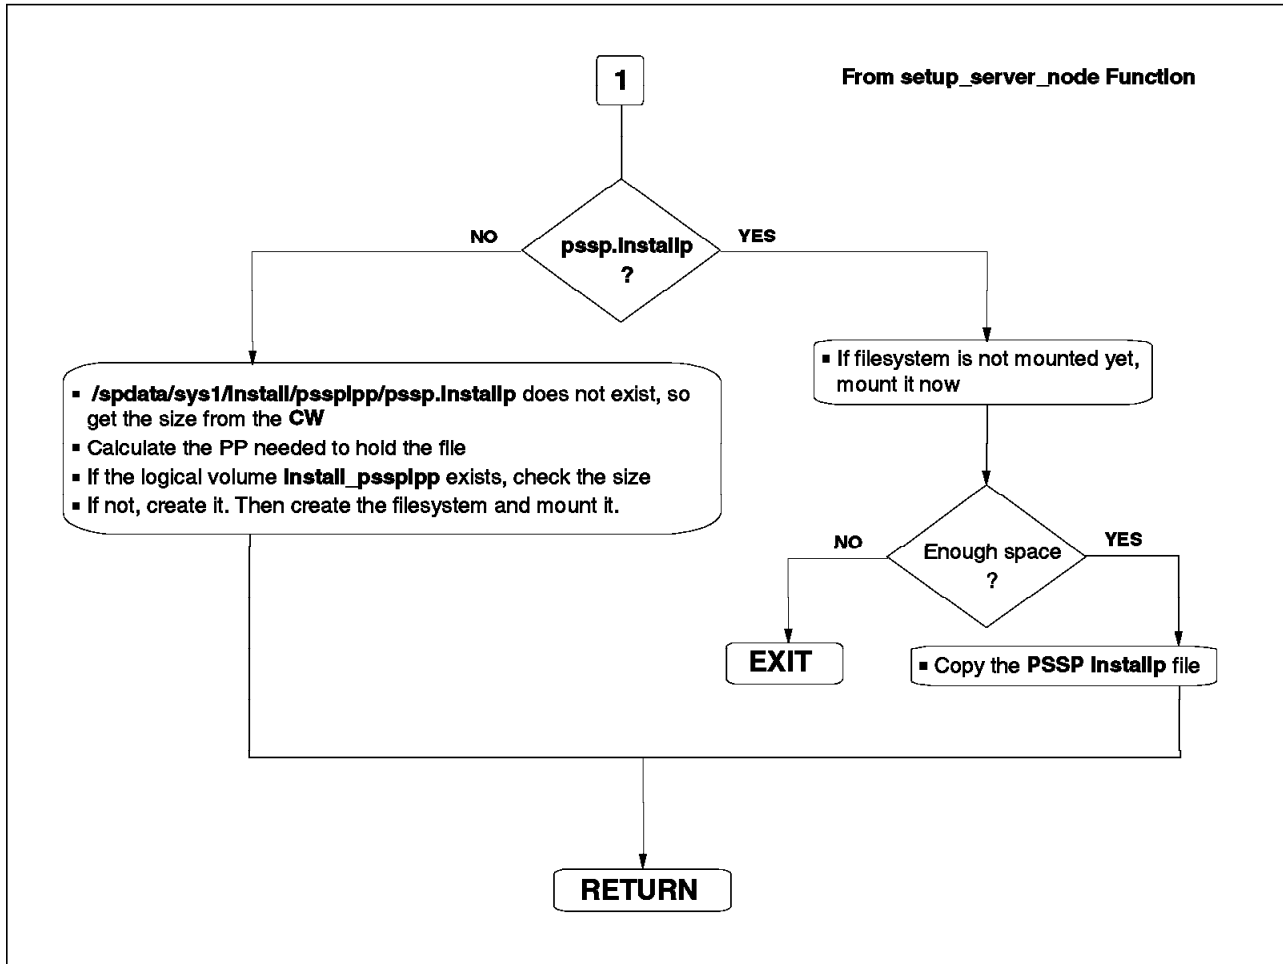 1
From setup_server_node Function
NO
YES
pssp.installp
?
▪ /spdata/sys1/install/pssplpp/pssp.installp does not exist, so
get the size from the CW
▪ Calculate the PP needed to hold the file
▪ If the logical volume install_pssplpp exists, check the size
▪ If not, create it. Then create the filesystem and mount it.
▪ If filesystem is not mounted yet,
mount it now
NO
Enough space
?
YES
EXIT
▪ Copy the PSSP installp file
RETURN